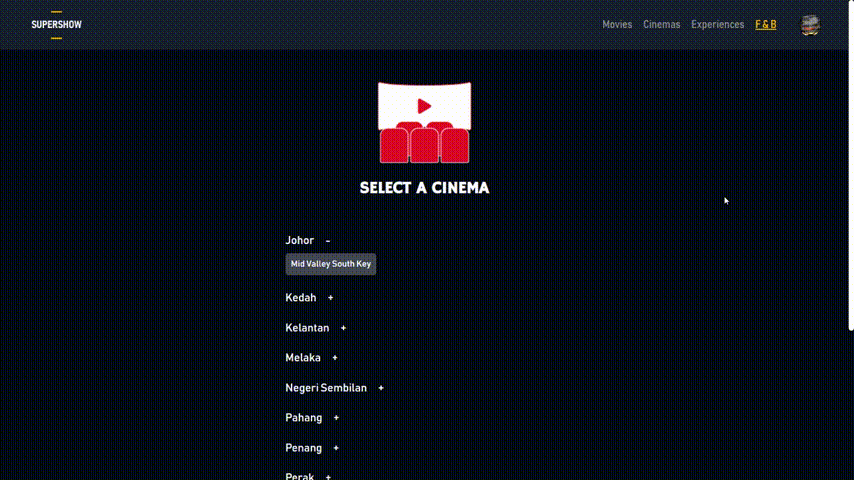 SUPERSHOW
Movies Cinemas Experiences F & B
SELECT A CINEMA
Johor -
Mid Valley South Key
Kedah +
Kelantan +
Melaka +
Negeri Sembilan +
Pahang +
Penang +
Perak +